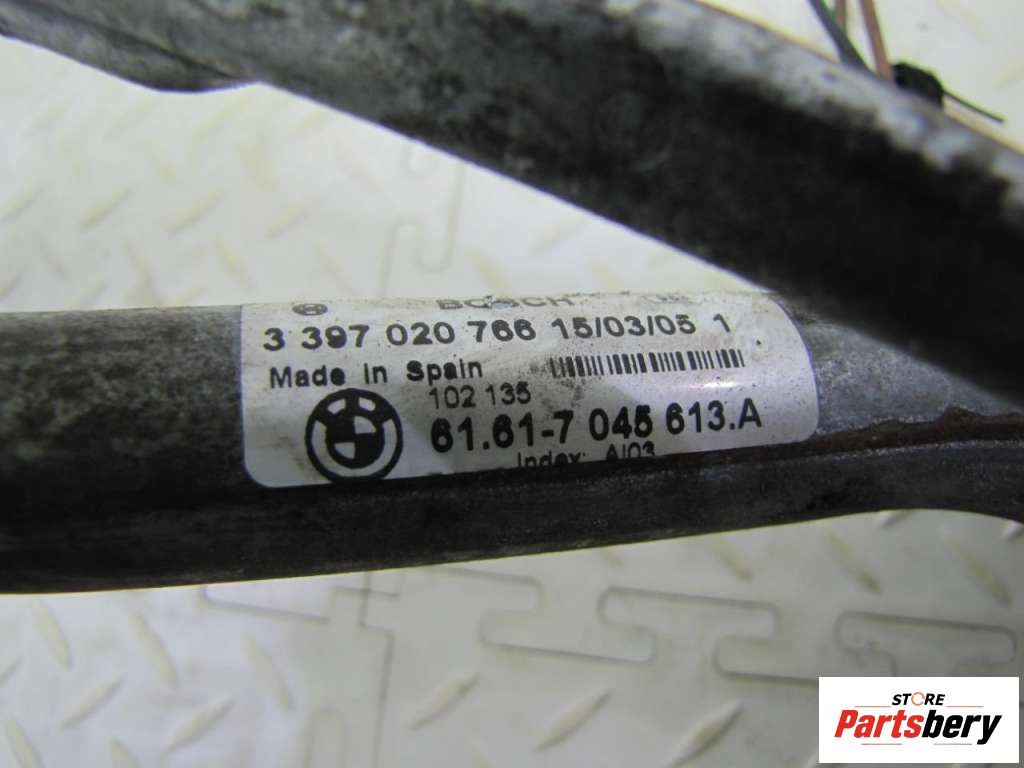 BOSCH
3 397 020 766 15/03/05 1
Made in Spain
102 135
61.61-7 045 613.A
Index: AI03
STORE
Partsbery